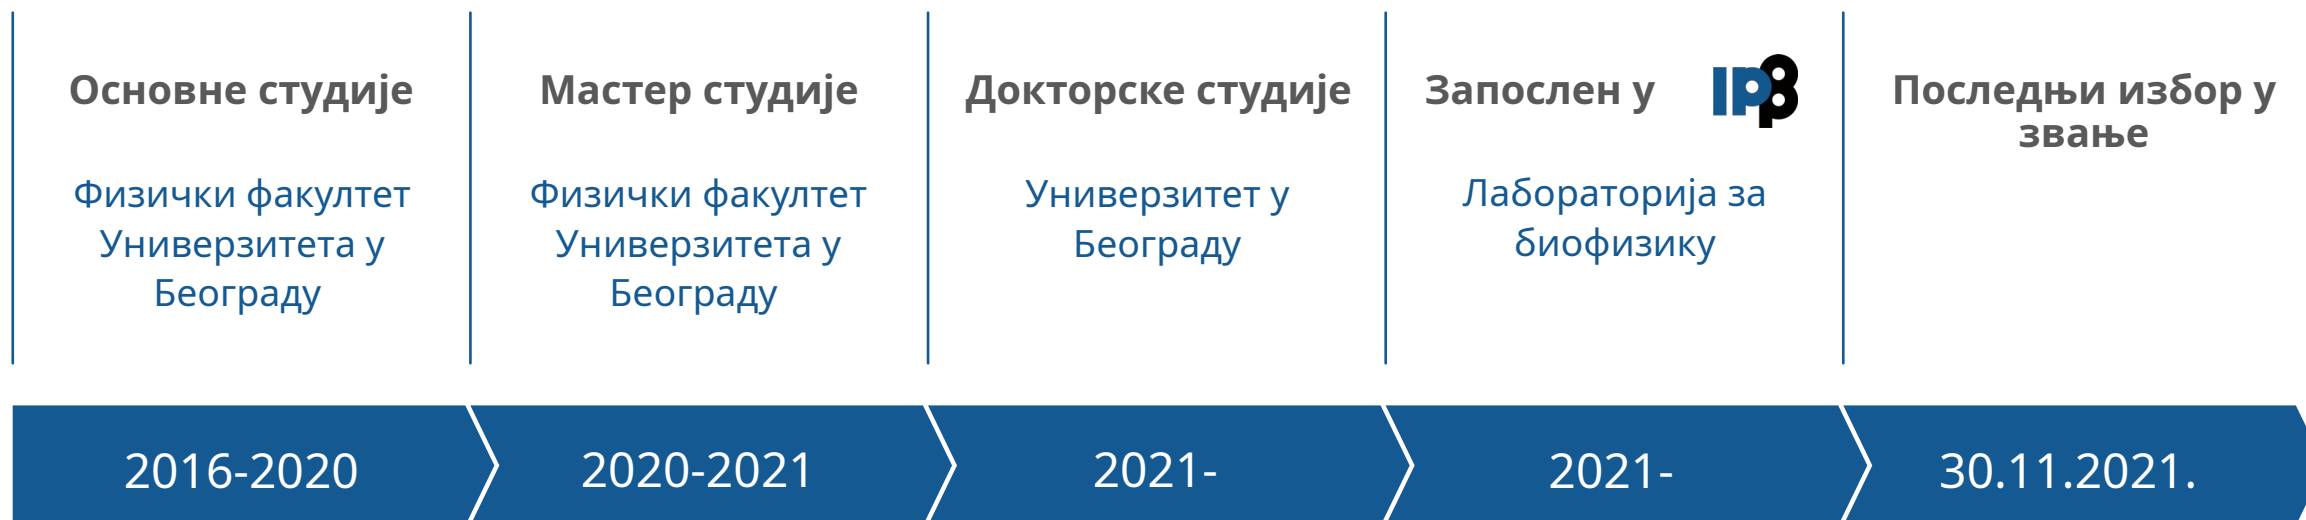 Основне студије
Физички факултет
Универзитета у
Београду
2016-2020
Мастер студије
Физички факултет
Универзитета у
Београду
2020-2021
Докторске студије
Универзитет у
Београду
2021-
Запослен у
IPβ
Лабораторија за
биофизику
2021-
Последњи избор у
звање
30.11.2021.